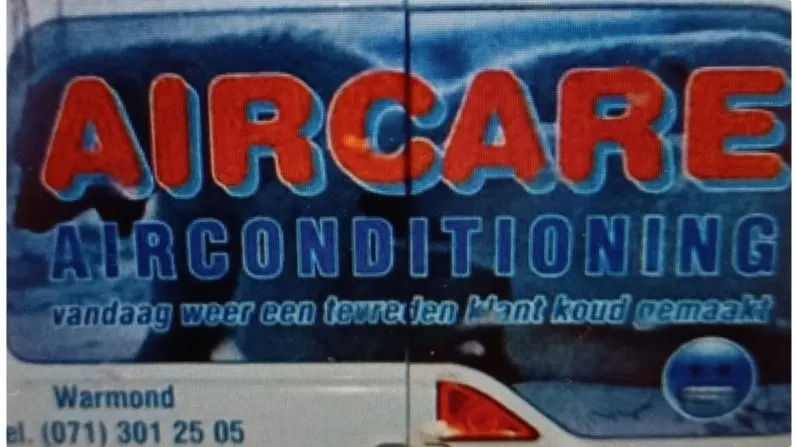 AIRCARE
AIRCONDITIONING
vandaag weer een tevreden klant koud gemaakt
Warmond
el. (071) 301 25 05